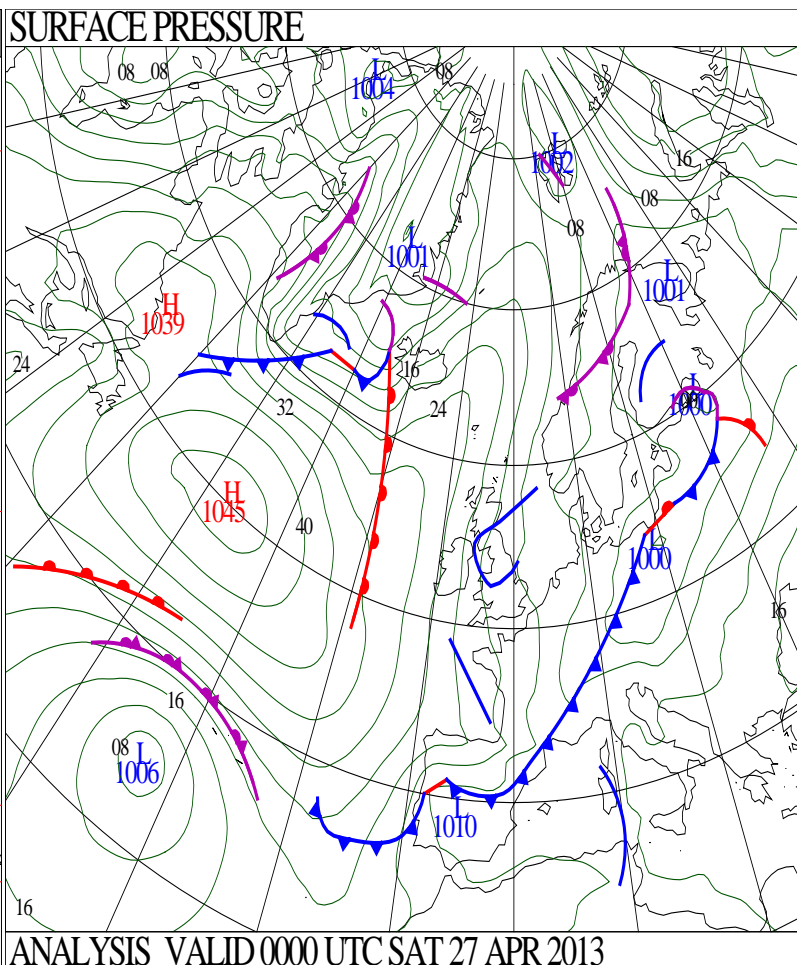 SURFACE PRESSURE
08 08
L
1004
08
L
1002
16
08
08
L
1001
L
1001
H
1039
24
16
32
24
L
1000
H
1045
40
L
1000
16
16
08
L
1006
L
1010
16
ANALYSIS VALID 0000 UTC SAT 27 APR 2013